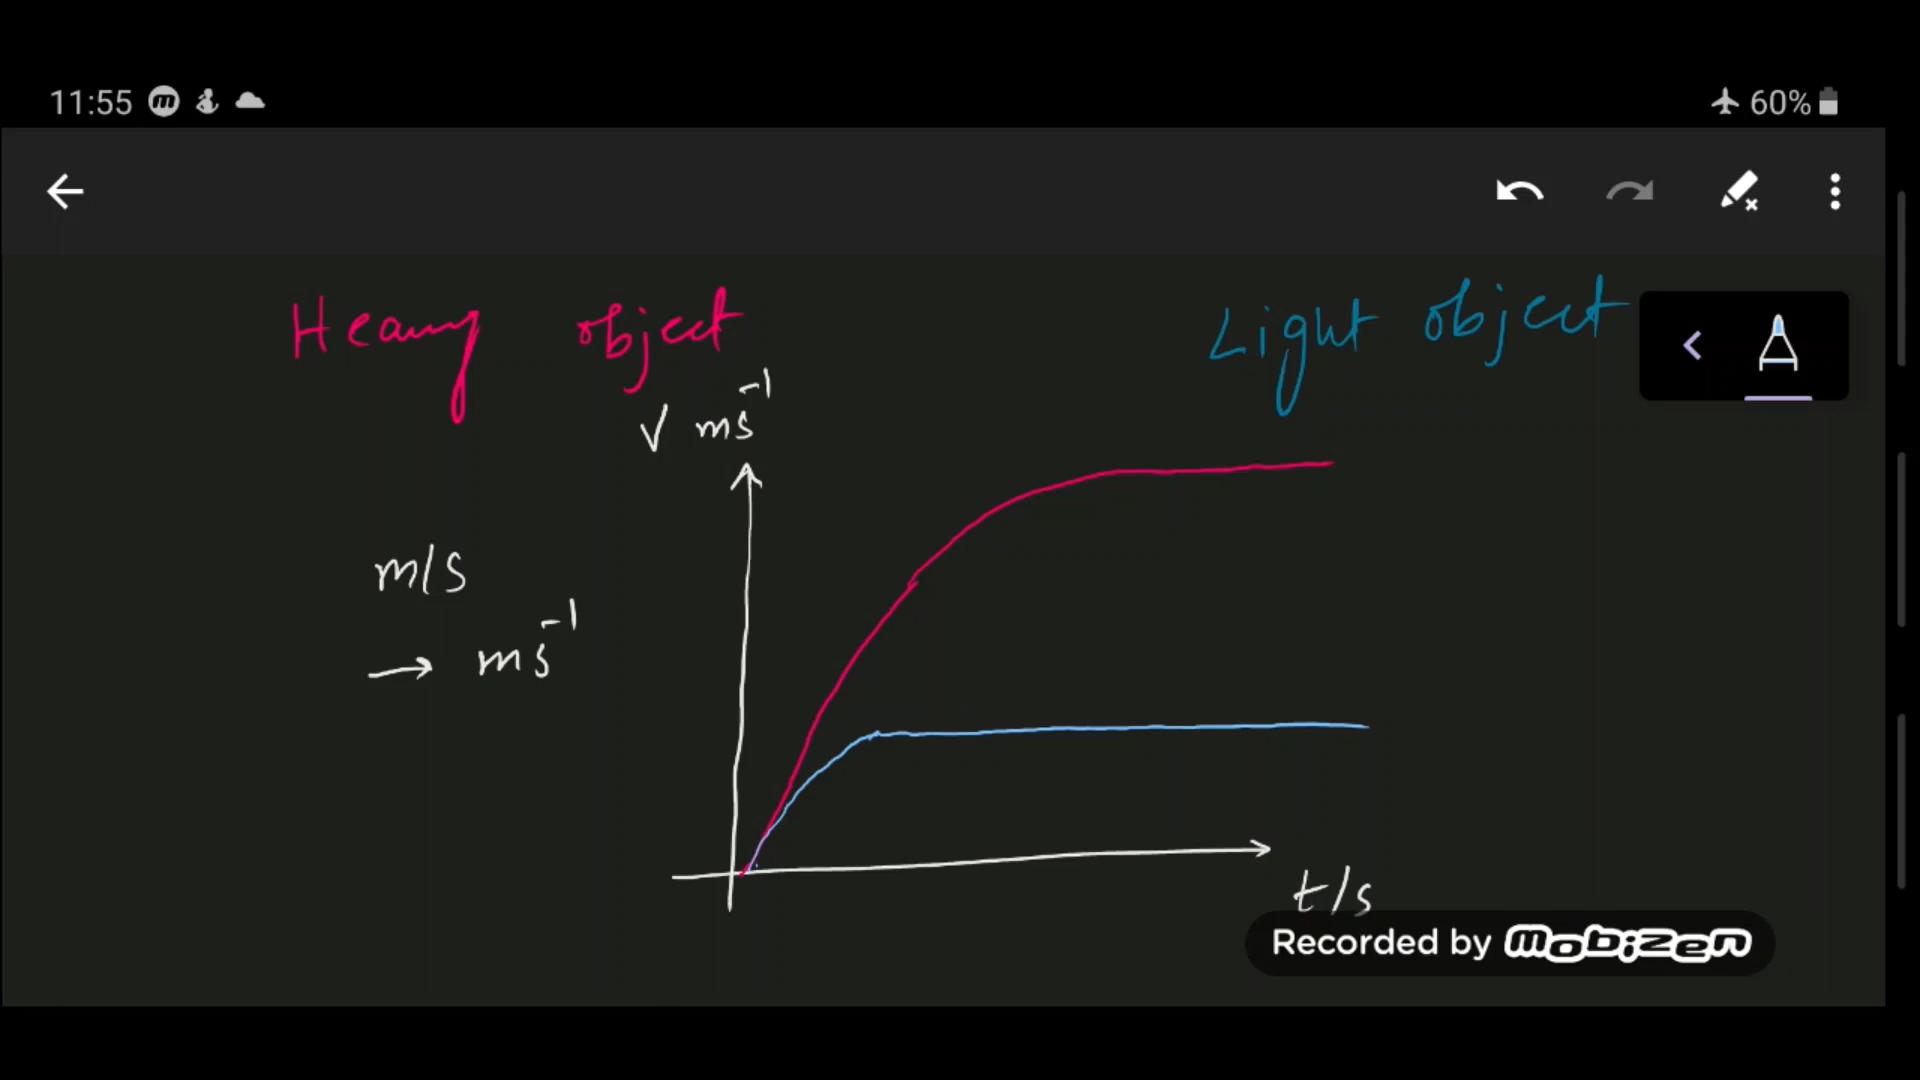 11:55
60%
Heavy object
Light object
V ms⁻¹
m/s
→ ms⁻¹
t/s
Recorded by mobizen